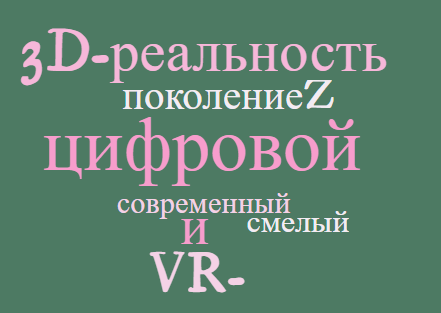 3D-реальность
поколениеZ
цифровой
современный
и смелый
VR-